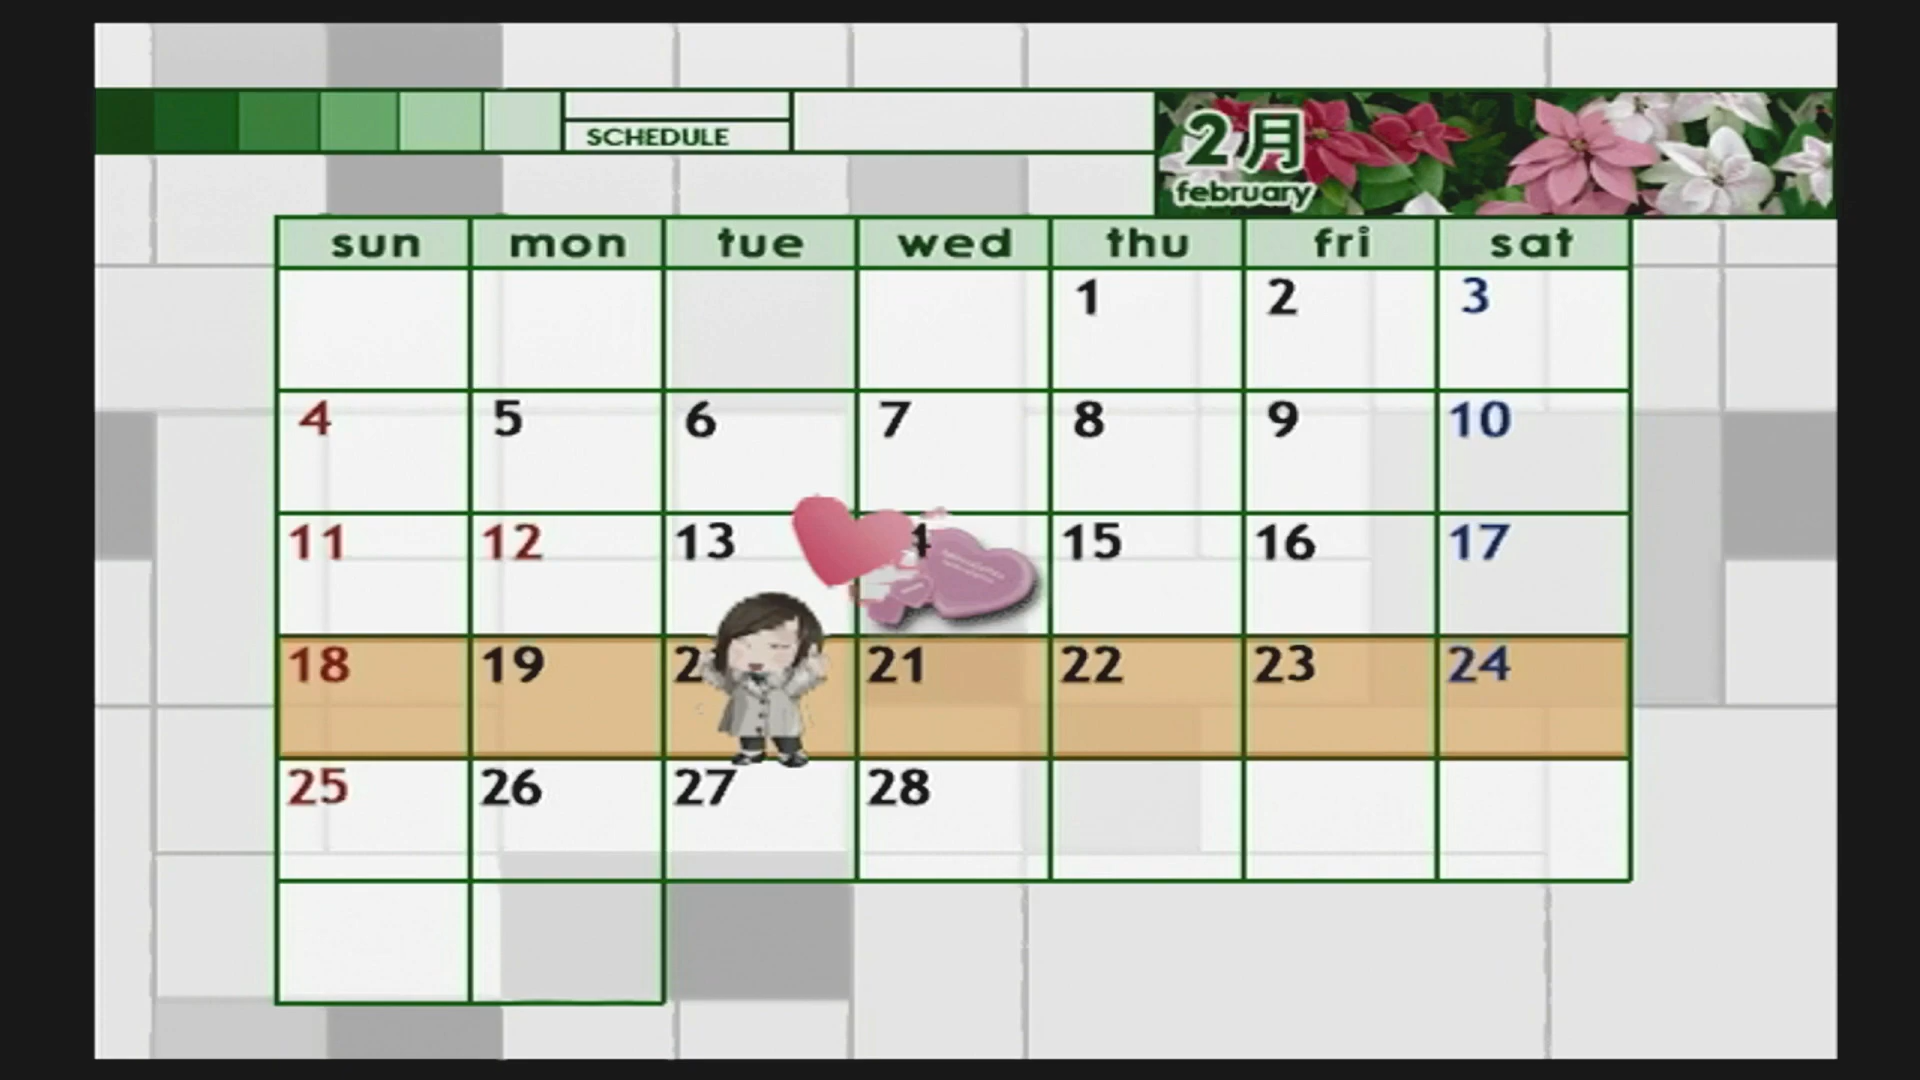 SCHEDULE
2月
february
sun mon tue wed thu fri sat
1 2 3
4 5 6 7 8 9 10
11 12 13 15 16 17
18 19 21 22 23 24
25 26 27 28